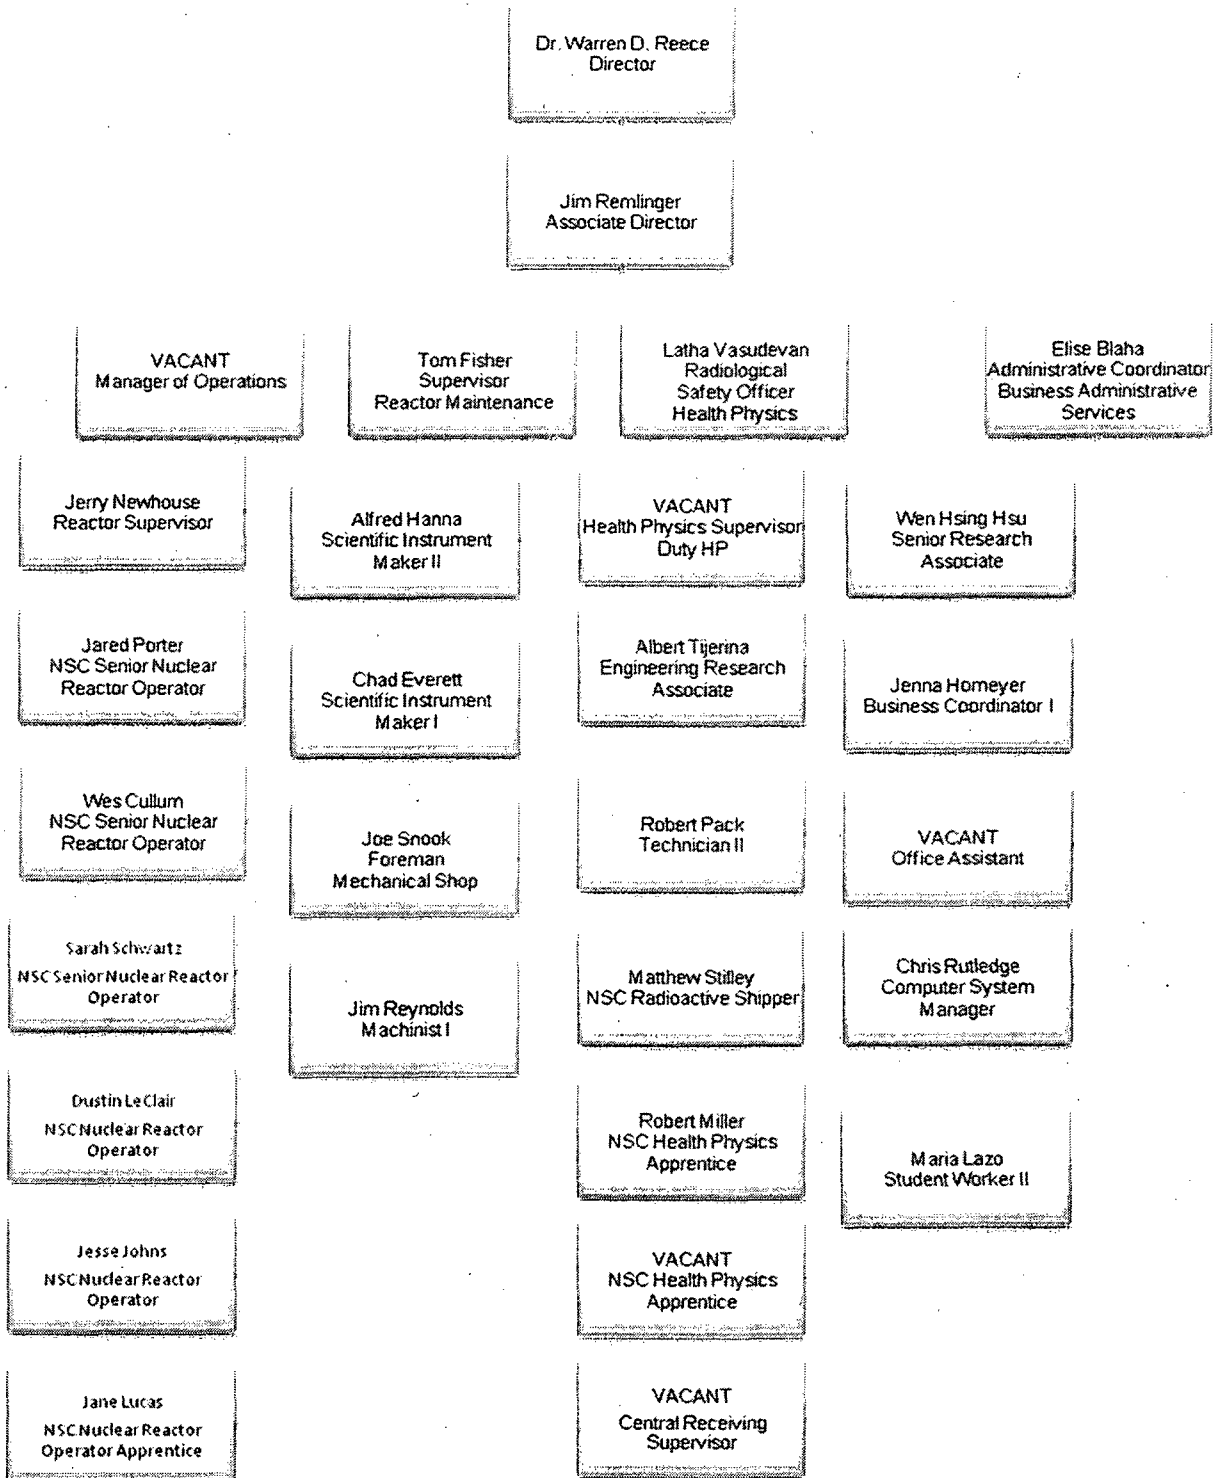 Dr. Warren D. Reece
Director
Jim Remlinger
Associate Director
VACANT
Manager of Operations
Tom Fisher
Supervisor
Reactor Maintenance
Latha Vasudevan
Radiological
Safety Officer
Health Physics
Elise Blaha
Administrative Coordinator
Business Administrative
Services
Jerry Newhouse
Reactor Supervisor
Jared Porter
NSC Senior Nuclear
Reactor Operator
Wes Cullum
NSC Senior Nuclear
Reactor Operator
Sarah Schwartz
NSC Senior Nuclear Reactor
Operator
Dustin LeClair
NSC Nuclear Reactor
Operator
Jesse Johns
NSC Nuclear Reactor
Operator
Jane Lucas
NSC Nuclear Reactor
Operator Apprentice
Alfred Hanna
Scientific Instrument
Maker II
Chad Everett
Scientific Instrument
Maker I
Joe Snook
Foreman
Mechanical Shop
Jim Reynolds
Machinist I
VACANT
Health Physics Supervisor
Duty HP
Albert Tijerina
Engineering Research
Associate
Robert Pack
Technician II
Matthew Stilley
NSC Radioactive Shipper
Robert Miller
NSC Health Physics
Apprentice
VACANT
NSC Health Physics
Apprentice
VACANT
Central Receiving
Supervisor
Wen Hsing Hsu
Senior Research
Associate
Jenna Homeyer
Business Coordinator I
VACANT
Office Assistant
Chris Rutledge
Computer System
Manager
Maria Lazo
Student Worker II